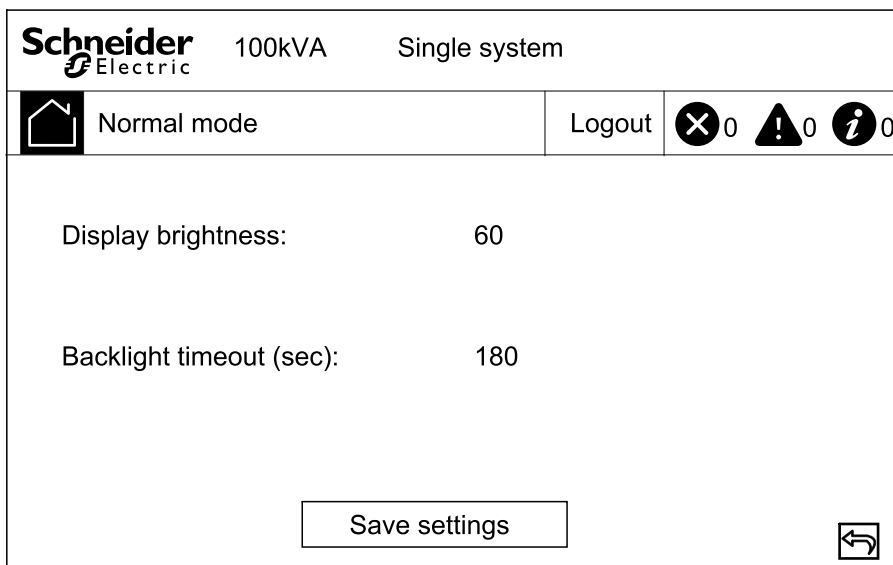 Schneider
Electric
100kVA Single system
Normal mode Logout 0 0 0
Display brightness: 60
Backlight timeout (sec): 180
Save settings